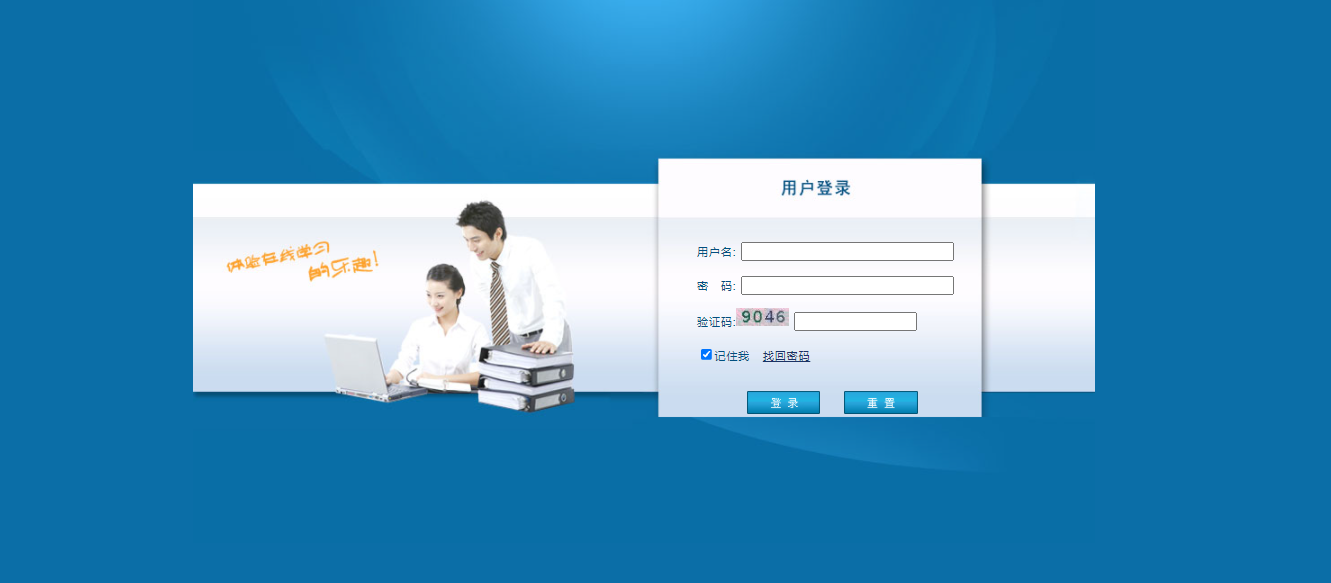 用户登录
体验在线学习
的乐趣!
用户名:
密 码:
验证码: 9046
记住我 找回密码
登 录 重 置